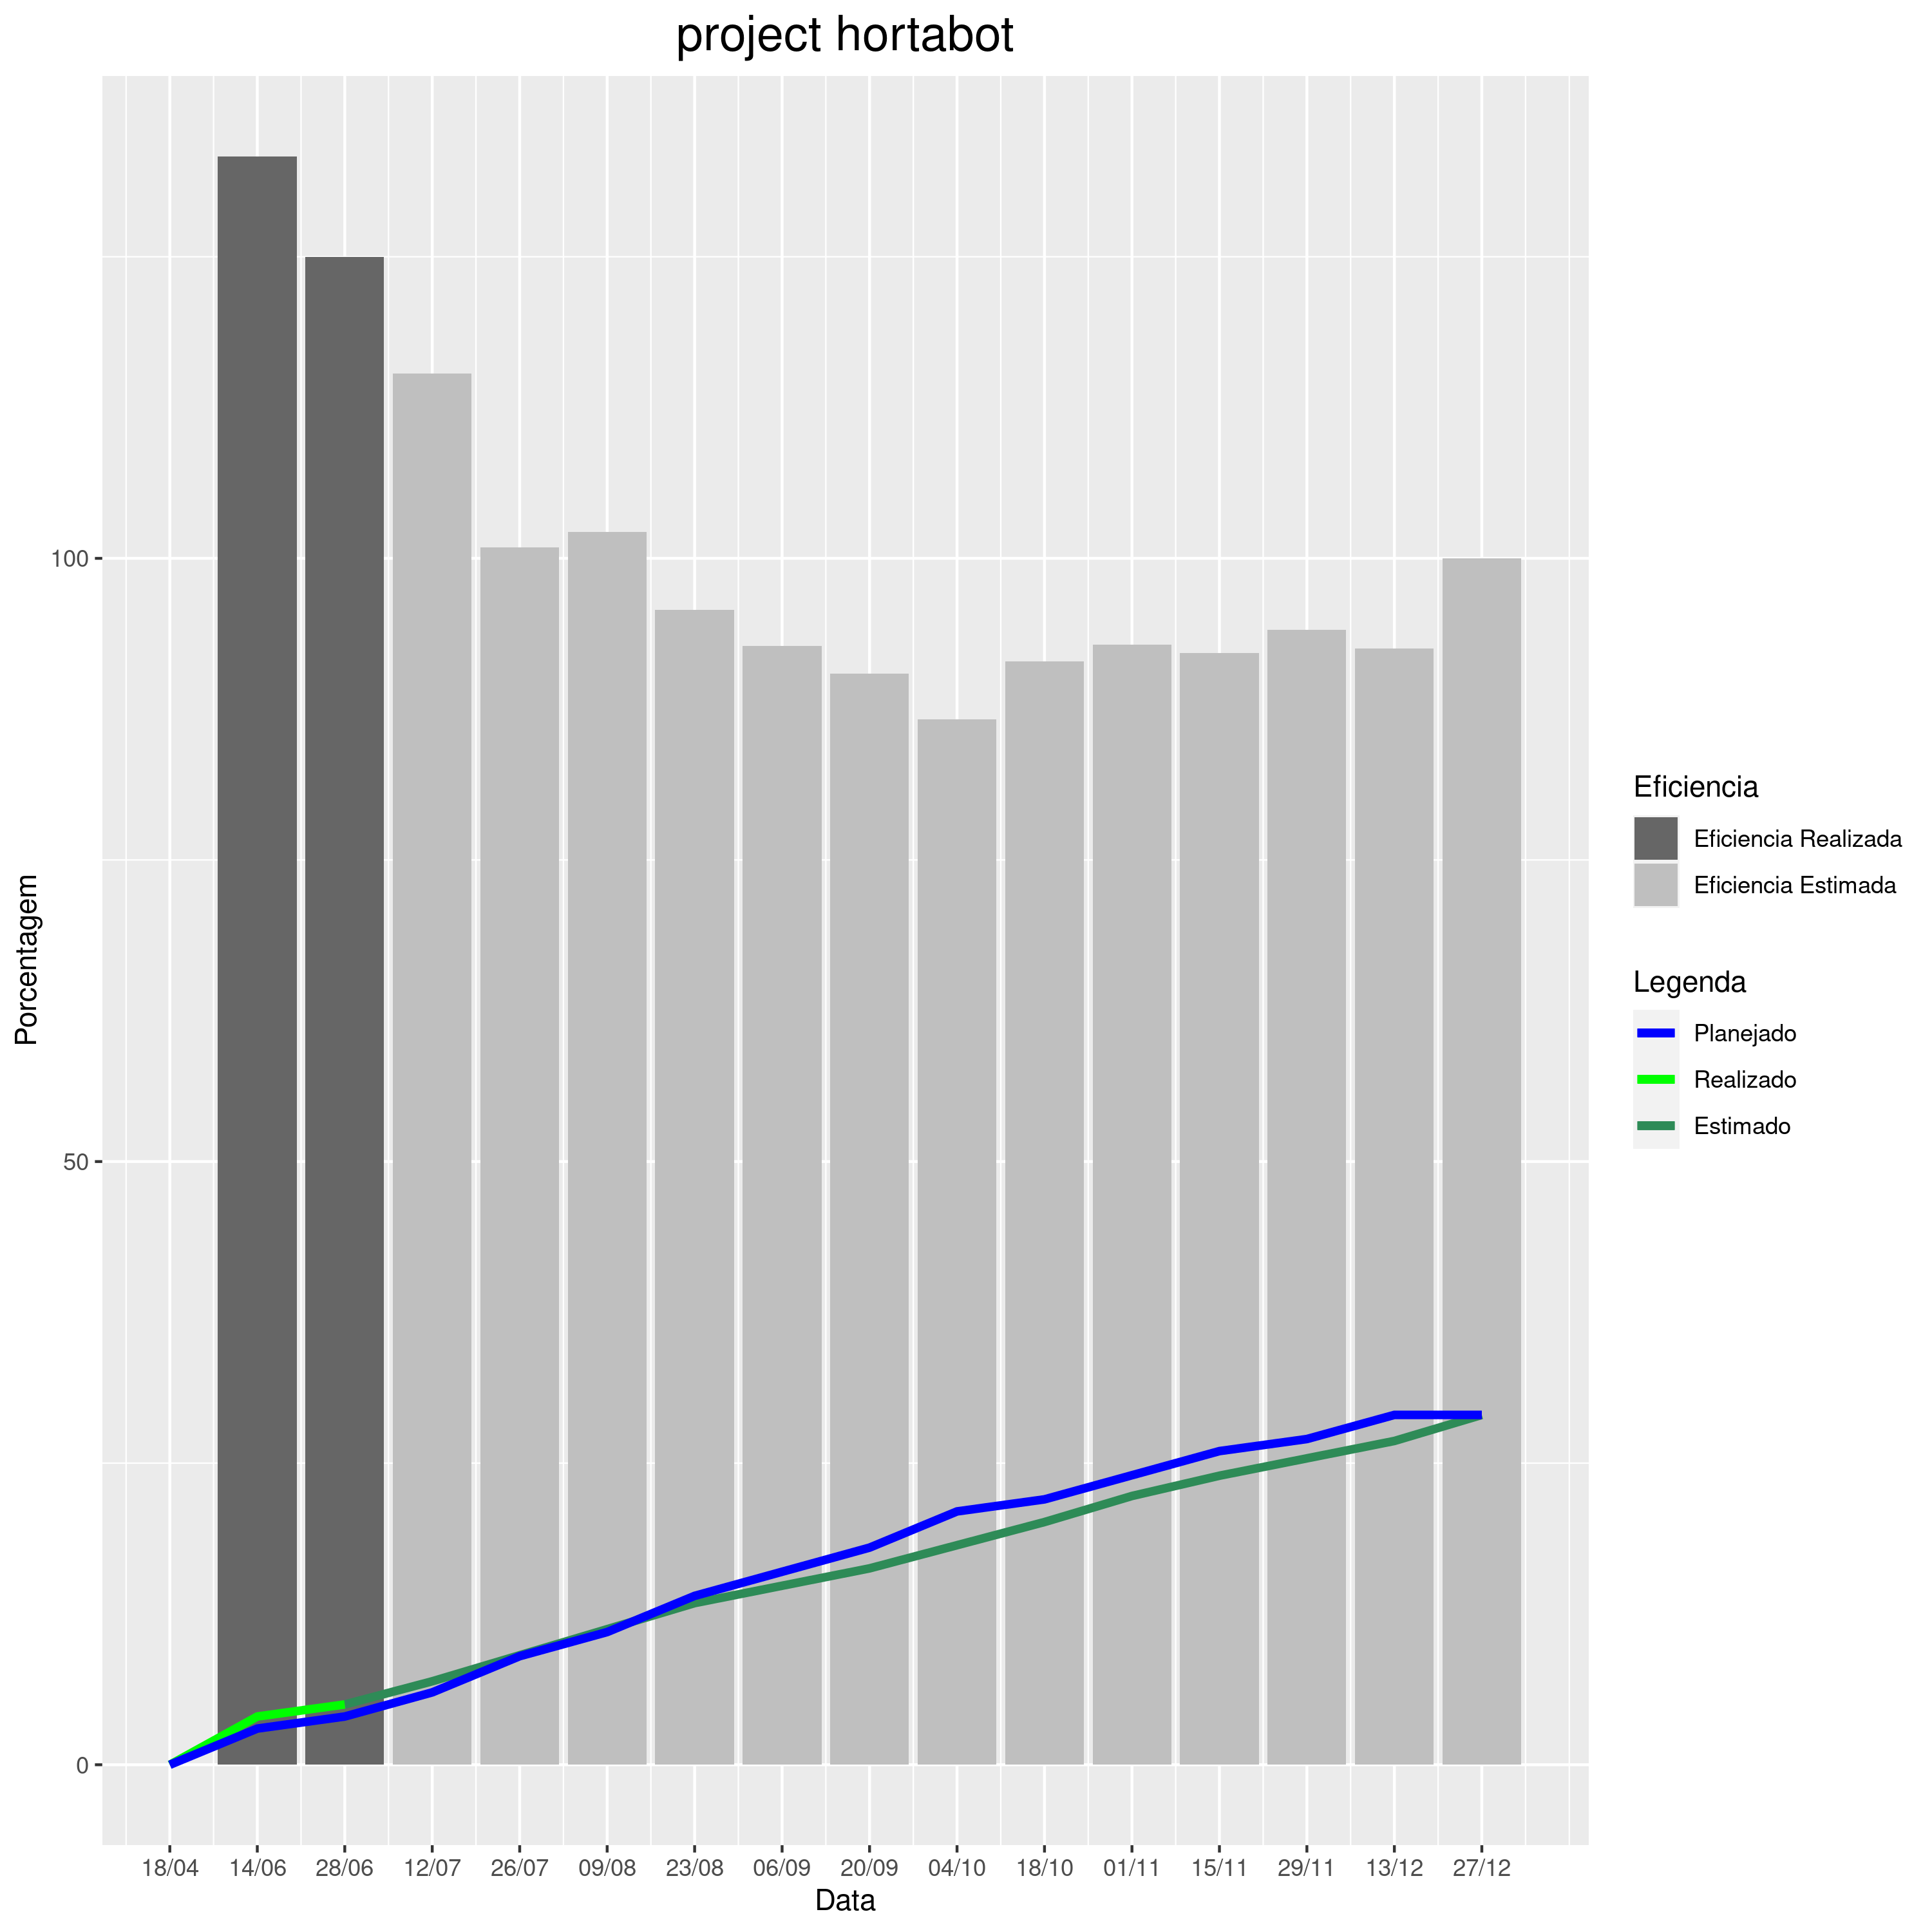 project hortabot
Porcentagem
100
50
0
18/04 14/06 28/06 12/07 26/07 09/08 23/08 06/09 20/09 04/10 18/10 01/11 15/11 29/11 13/12 27/12
Data
Eficiencia
Eficiencia Realizada
Eficiencia Estimada
Legenda
Planejado
Realizado
Estimado